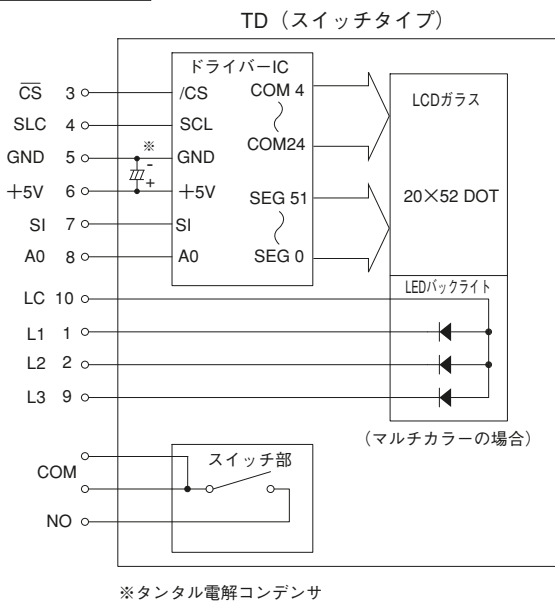 TD（スイッチタイプ）
ドライバーIC
CS 3 /CS COM 4 LCDガラス
SLC 4 SCL
COM24
※
GND 5 - GND
+5V 6 + +5V SEG 51 20×52 DOT
SI 7 SI
A0 8 A0 SEG 0
LEDバックライト
LC 10
L1 1
L2 2
L3 9
（マルチカラーの場合）
スイッチ部
COM
NO
※タンタル電解コンデンサ